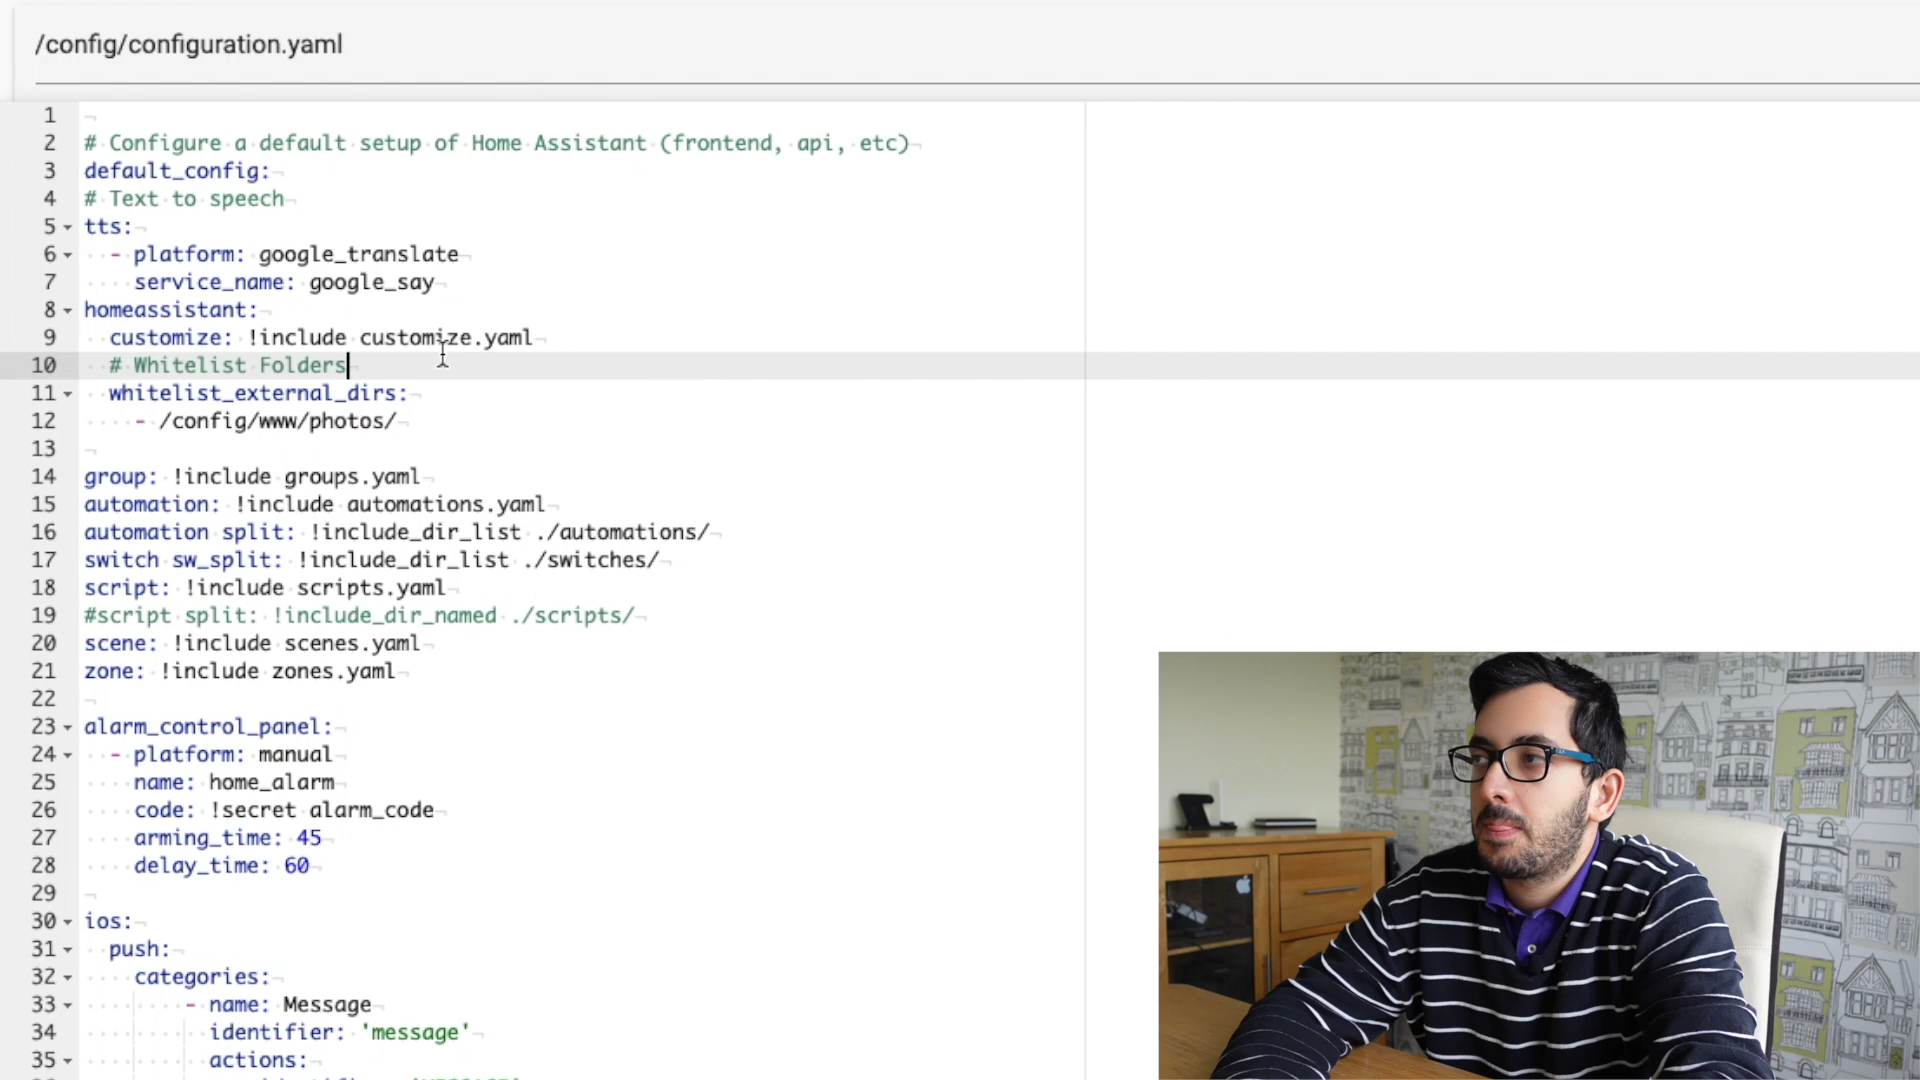 /config/configuration.yaml
1
2 # Configure a default setup of Home Assistant (frontend, api, etc)
3 default_config:
4 # Text to speech
5 tts:
6 - platform: google_translate
7 service_name: google_say
8 homeassistant:
9 customize: !include customize.yaml
10 # Whitelist Folders
11 whitelist_external_dirs:
12 - /config/www/photos/
13
14 group: !include groups.yaml
15 automation: !include automations.yaml
16 automation split: !include_dir_list ./automations/
17 switch sw_split: !include_dir_list ./switches/
18 script: !include scripts.yaml
19 #script split: !include_dir_named ./scripts/
20 scene: !include scenes.yaml
21 zone: !include zones.yaml
22
23 alarm_control_panel:
24 - platform: manual
25 name: home_alarm
26 code: !secret alarm_code
27 arming_time: 45
28 delay_time: 60
29
30 ios:
31 push:
32 categories:
33 - name: Message
34 identifier: 'message'
35 actions: